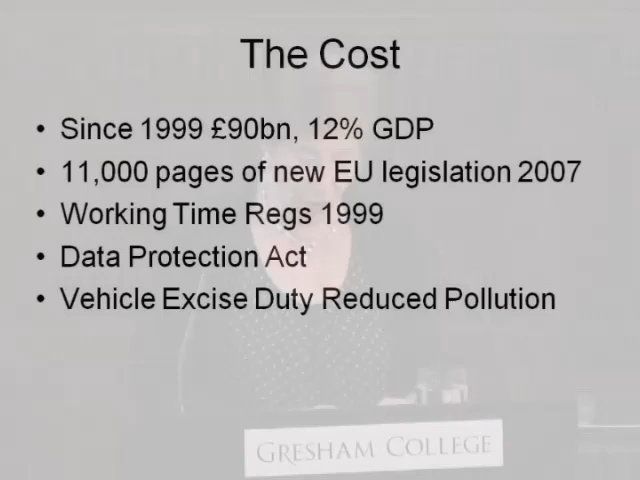 The Cost
• Since 1999 £90bn, 12% GDP
• 11,000 pages of new EU legislation 2007
• Working Time Regs 1999
• Data Protection Act
• Vehicle Excise Duty Reduced Pollution
GRESHAM COLLEGE